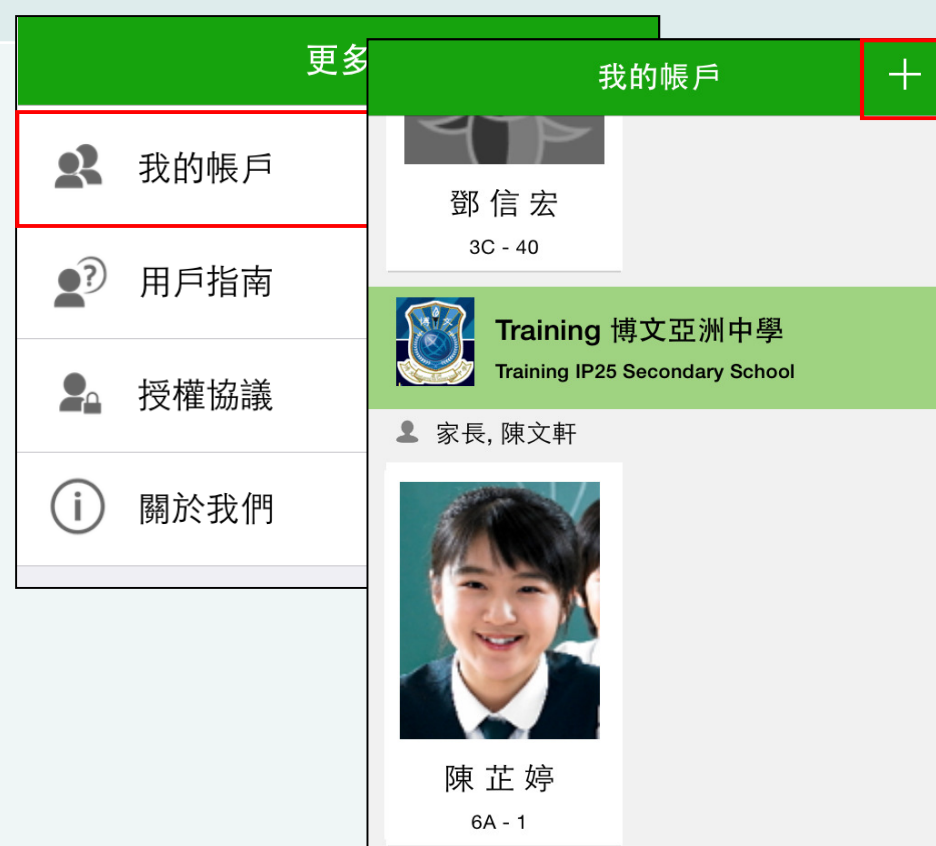 更多
我的帳戶
用戶指南
授權協議
關於我們
我的帳戶
鄧信宏
3C - 40
Training 博文亞洲中學
Training IP25 Secondary School
家長, 陳文軒
陳芷婷
6A - 1